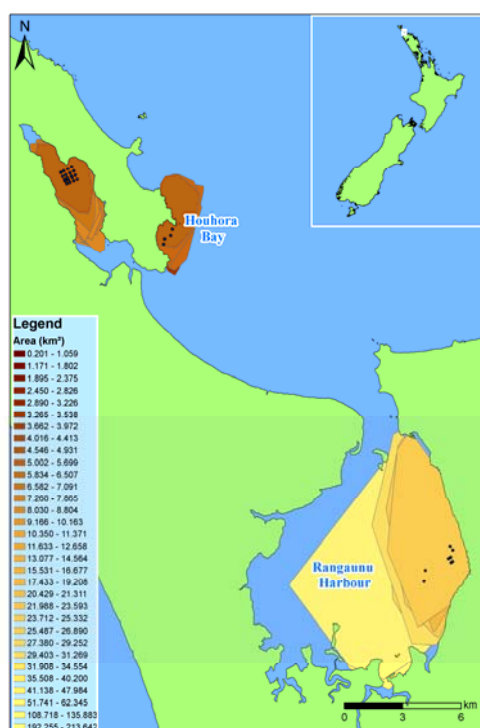 N
Houhora
Bay
Legend
Area (km²)
0.201 - 1.059
1.171 - 1.802
1.895 - 2.375
2.450 - 2.826
2.890 - 3.226
3.265 - 3.538
3.662 - 3.972
4.016 - 4.413
4.546 - 4.931
5.002 - 5.699
5.834 - 6.507
6.582 - 7.091
7.260 - 7.865
8.030 - 8.804
9.166 - 10.163
10.350 - 11.371
11.633 - 12.658
13.077 - 14.564
15.531 - 16.677
17.433 - 19.208
20.429 - 21.311
21.988 - 23.593
23.712 - 25.332
25.487 - 26.890
27.380 - 29.252
29.403 - 31.269
31.908 - 34.554
35.508 - 40.200
41.138 - 47.984
51.741 - 62.345
108.718 - 135.883
192.255 - 213.642
Rangaunu
Harbour
km
0 3 6